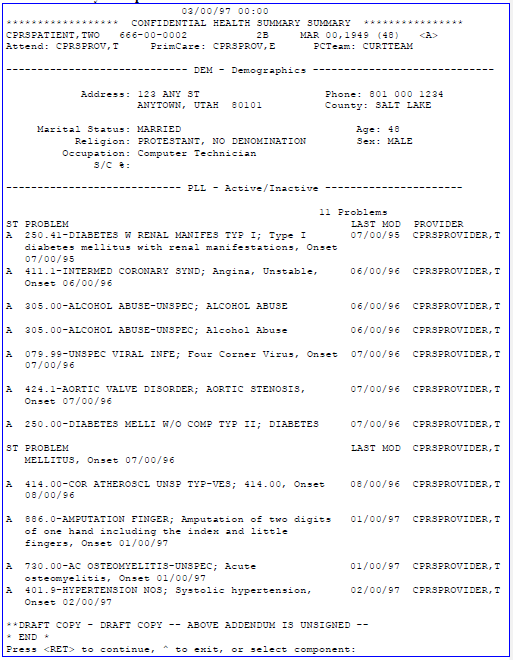 03/00/97 00:00
****************** CONFIDENTIAL HEALTH SUMMARY SUMMARY ****************
CPRSPATIENT,TWO 666-00-0002 2B MAR 00,1949 (48) <A>
Attend: CPRSPROV,T PrimCare: CPRSPROV,E PCTeam: CURTTEAM
----------------------------- DEM - Demographics -----------------------------
Address: 123 ANY ST Phone: 801 000 1234
ANYTOWN, UTAH 80101 County: SALT LAKE
Marital Status: MARRIED Age: 48
Religion: PROTESTANT, NO DENOMINATION Sex: MALE
Occupation: Computer Technician
S/C %:
---------------------------- PLL - Active/Inactive ----------------------
11 Problems
ST PROBLEM LAST MOD PROVIDER
A 250.41-DIABETES W RENAL MANIFES TYP I; Type I 07/00/95 CPRSPROVIDER,T
diabetes mellitus with renal manifestations, Onset
07/00/95
A 411.1-INTERMED CORONARY SYND; Angina, Unstable, 06/00/96 CPRSPROVIDER,T
Onset 06/00/96
A 305.00-ALCOHOL ABUSE-UNSPEC; ALCOHOL ABUSE 06/00/96 CPRSPROVIDER,T
A 305.00-ALCOHOL ABUSE-UNSPEC; Alcohol Abuse 06/00/96 CPRSPROVIDER,T
A 079.99-UNSPEC VIRAL INFE; Four Corner Virus, Onset 07/00/96 CPRSPROVIDER,T
07/00/96
A 424.1-AORTIC VALVE DISORDER; AORTIC STENOSIS, 07/00/96 CPRSPROVIDER,T
Onset 07/00/96
A 250.00-DIABETES MELLI W/O COMP TYP II; DIABETES 07/00/96 CPRSPROVIDER,T
ST PROBLEM LAST MOD CPRSPROVIDER,T
MELLITUS, Onset 07/00/96
A 414.00-COR ATHEROSCL UNSP TYP-VES; 414.00, Onset 08/00/96 CPRSPROVIDER,T
08/00/96
A 886.0-AMPUTATION FINGER; Amputation of two digits 01/00/97 CPRSPROVIDER,T
of one hand including the index and little
fingers, Onset 01/00/97
A 730.00-AC OSTEOMYELITIS-UNSPEC; Acute 01/00/97 CPRSPROVIDER,T
osteomyelitis, Onset 01/00/97
A 401.9-HYPERTENSION NOS; Systolic hypertension, 02/00/97 CPRSPROVIDER,T
Onset 02/00/97
**DRAFT COPY - DRAFT COPY -- ABOVE ADDENDUM IS UNSIGNED --
* END *
Press <RET> to continue, ^ to exit, or select component: